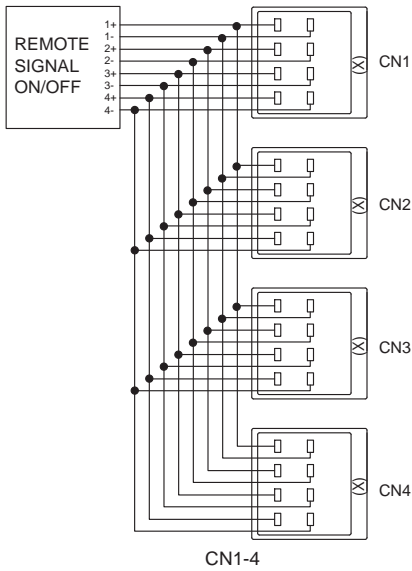 REMOTE
SIGNAL
ON/OFF
1+
1-
2+
2-
3+
3-
4+
4-
CN1
CN2
CN3
CN4
CN1-4